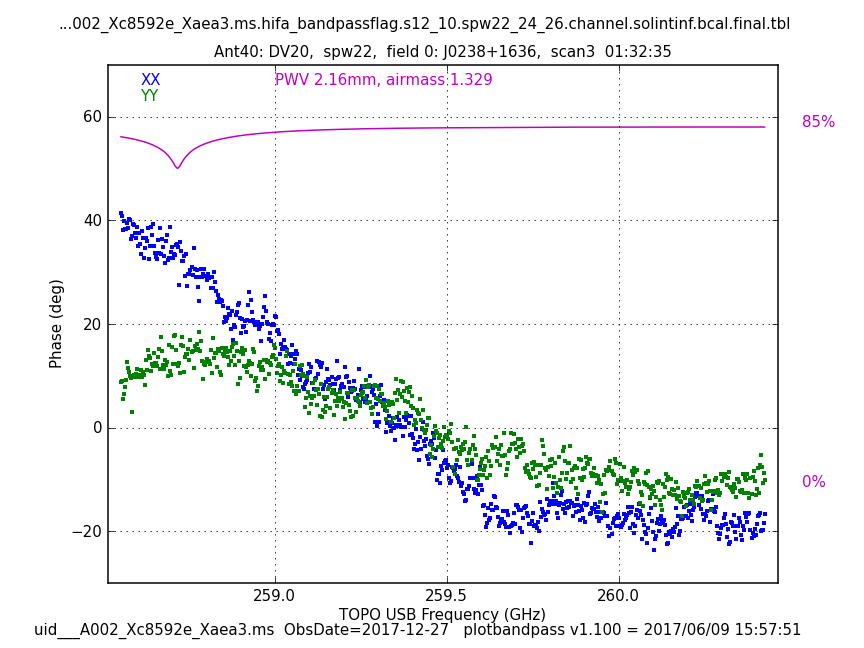 ...002_Xc8592e_Xaea3.ms.hifa_bandpassflag.s12_10.spw22_24_26.channel.solintinf.bcal.final.tbl
Ant40: DV20,  spw22,  field 0: J0238+1636,  scan3  01:32:35
XX
PWV 2.16mm, airmass 1.329
YY
60
85%
40
20
Phase (deg)
0
0%
−20
259.0 259.5 260.0
TOPO USB Frequency (GHz)
uid___A002_Xc8592e_Xaea3.ms  ObsDate=2017-12-27   plotbandpass v1.100 = 2017/06/09 15:57:51